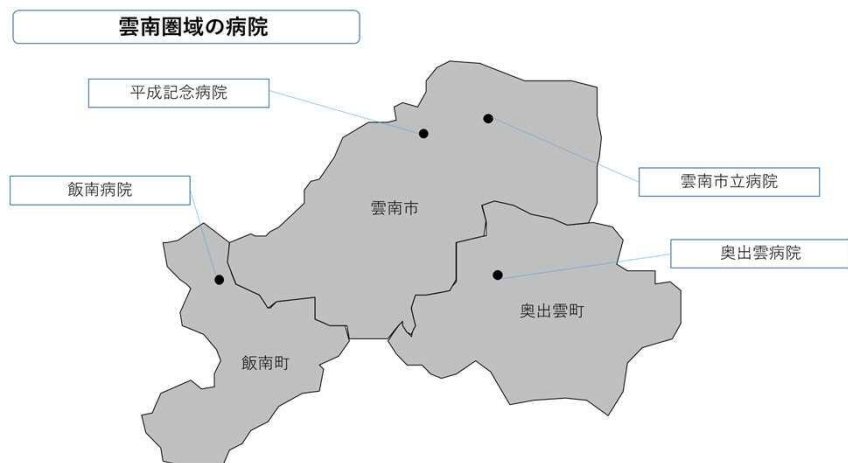 雲南圏域の病院
平成記念病院
雲南市立病院
飯南病院
雲南市
奥出雲病院
奥出雲町
飯南町